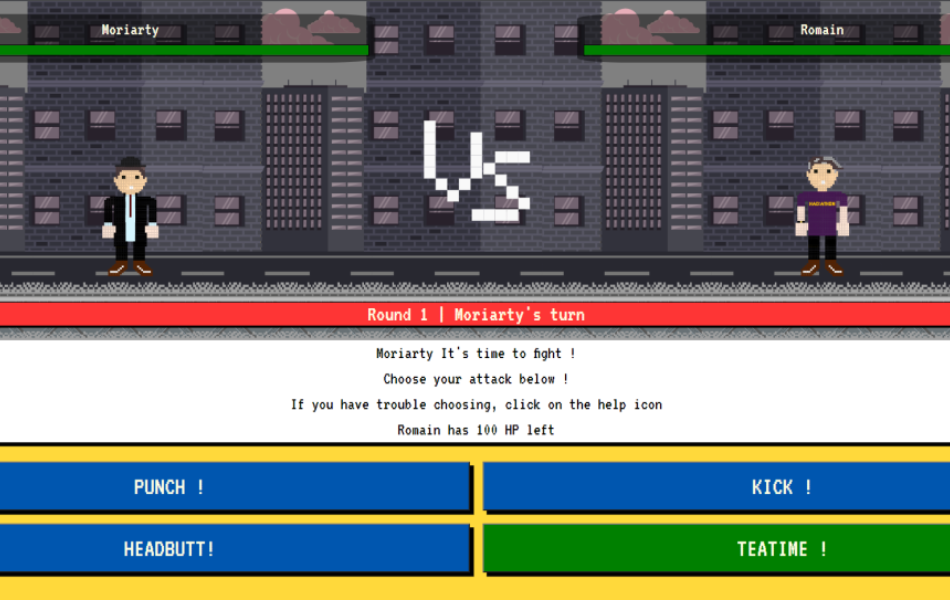 Moriarty
Romain
VS
Round 1 | Moriarty's turn
Moriarty It's time to fight !
Choose your attack below !
If you have trouble choosing, click on the help icon
Romain has 100 HP left
PUNCH !
KICK !
HEADBUTT!
TEATIME !